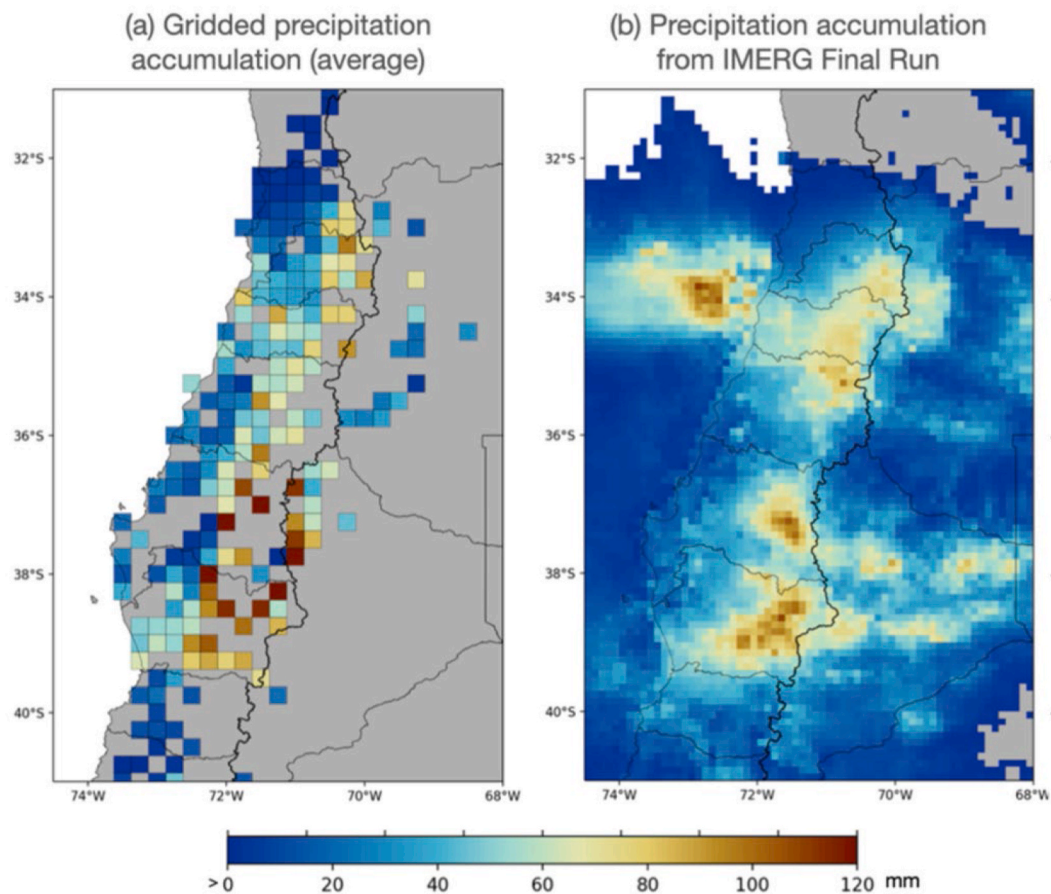 (a) Gridded precipitation
accumulation (average)
(b) Precipitation accumulation
from IMERG Final Run
32°S
34°S
36°S
38°S
40°S
74°W
72°W
70°W
68°W
32°S
34°S
36°S
38°S
40°S
74°W
72°W
70°W
68°W
> 0 20 40 60 80 100 120 mm